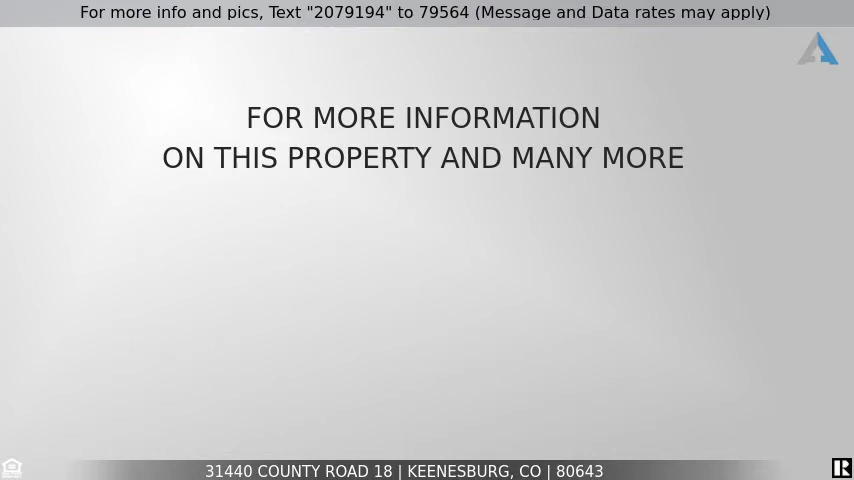 For more info and pics, Text "2079194" to 79564 (Message and Data rates may apply)
FOR MORE INFORMATION
ON THIS PROPERTY AND MANY MORE
31440 COUNTY ROAD 18 | KEENESBURG, CO | 80643